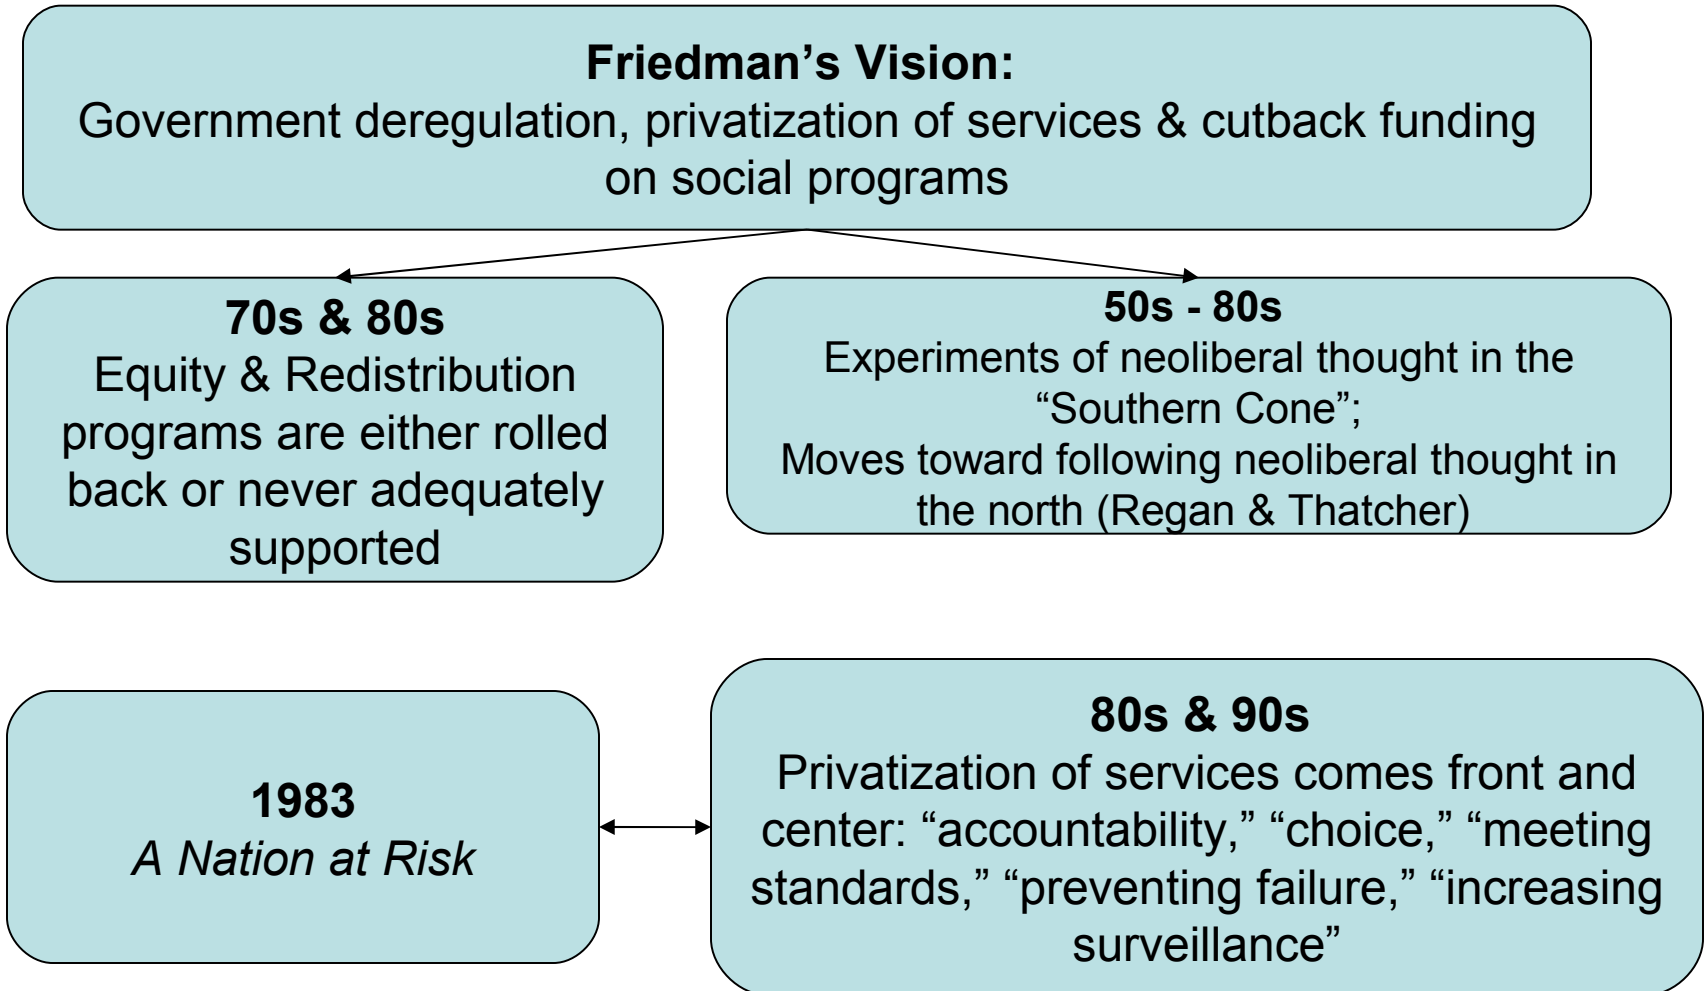 Friedman’s Vision:
Government deregulation, privatization of services & cutback funding
on social programs
70s & 80s
Equity & Redistribution
programs are either rolled
back or never adequately
supported
50s - 80s
Experiments of neoliberal thought in the
“Southern Cone”;
Moves toward following neoliberal thought in
the north (Regan & Thatcher)
1983
A Nation at Risk
80s & 90s
Privatization of services comes front and
center: “accountability,” “choice,” “meeting
standards,” “preventing failure,” “increasing
surveillance”